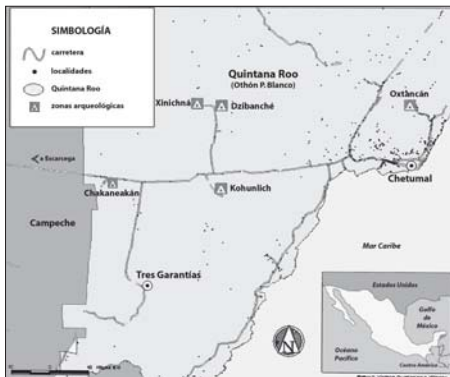 SIMBOLOGÍA
carretera
localidades
Quintana Roo
zonas arqueológicas
Quintana Roo
(Othón P. Blanco)
Xinichná
Dzibanché
Oxtancán
a Escarcega
Chakaneakán
Kohunlich
Chetumal
Campeche
Mar Caribe
Tres Garantías
N
Estados Unidos
Golfo
de
México
Océano
Pacífico
Centro América